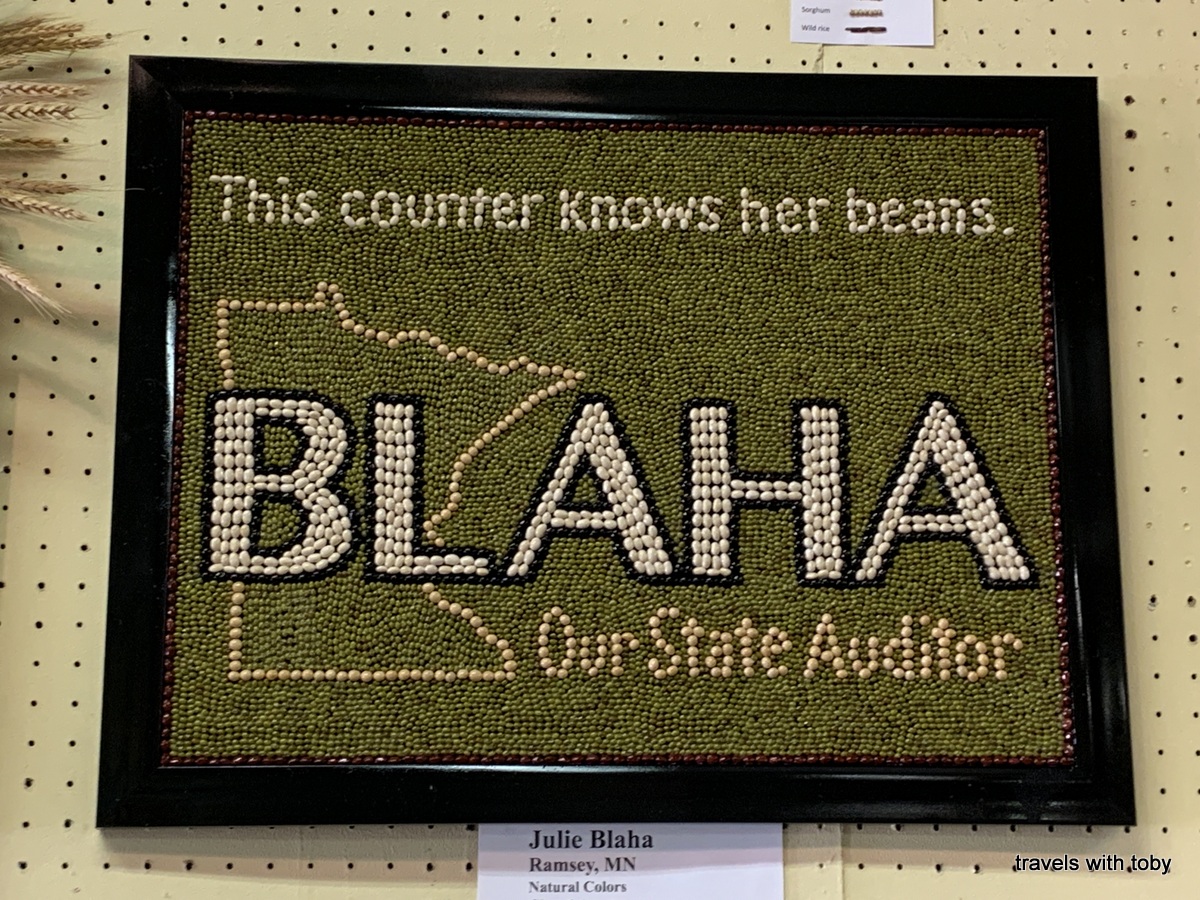 Sorghum
Wild rice
This counter knows her beans.
BLAHA
Our State Auditor
Julie Blaha
Ramsey, MN
Natural Colors
travels with toby